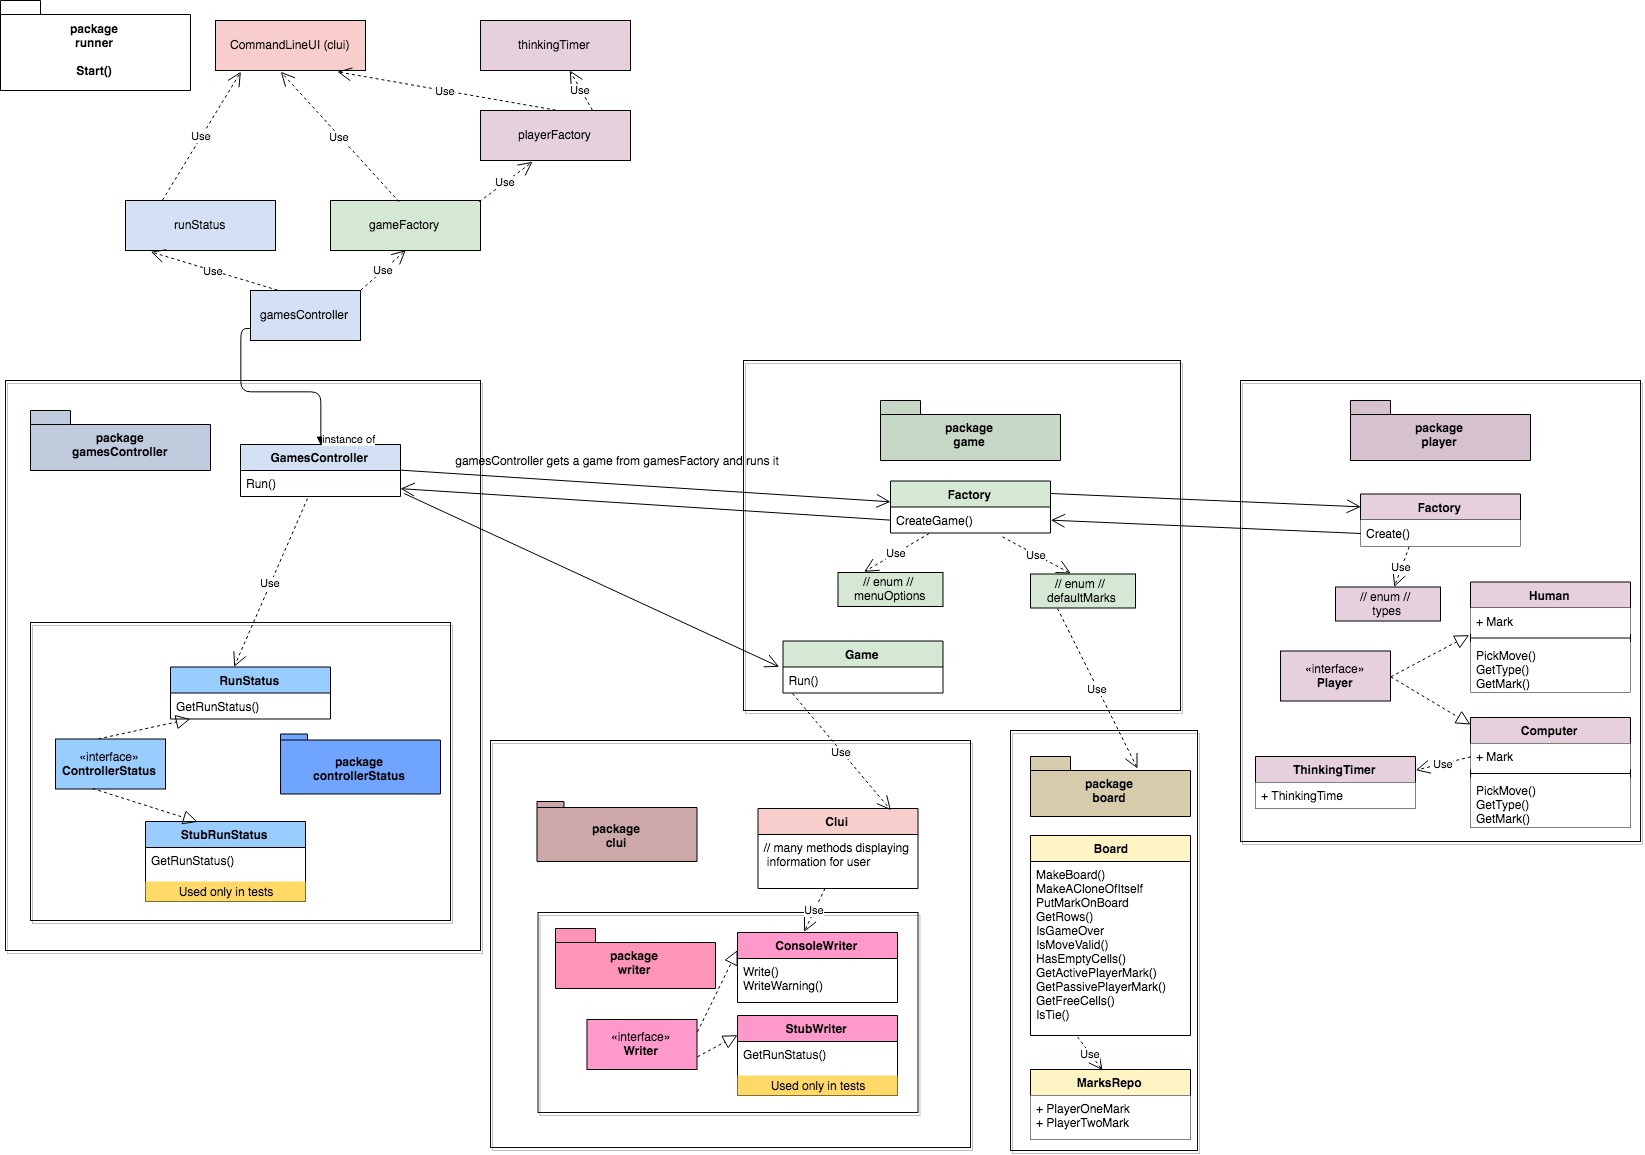 package
runner
Start()
CommandLineUI (clui)
thinkingTimer
Use
Use
playerFactory
Use
Use
Use
runStatus
gameFactory
Use
Use
gamesController
instance of
package
gamesController
GamesController
Run()
gamesController gets a game from gamesFactory and runs it
Use
RunStatus
GetRunStatus()
«interface»
ControllerStatus
package
controllerStatus
StubRunStatus
GetRunStatus()
Used only in tests
package
game
Factory
CreateGame()
Use
Use
// enum //
menuOptions
// enum //
defaultMarks
Game
Run()
Use
Use
package
player
Factory
Create()
Use
// enum //
types
Human
+ Mark
PickMove()
GetType()
GetMark()
«interface»
Player
Computer
+ Mark
PickMove()
GetType()
GetMark()
Use
ThinkingTimer
+ ThinkingTime
package
clui
Clui
// many methods displaying
information for user
Use
package
writer
ConsoleWriter
Write()
WriteWarning()
«interface»
Writer
StubWriter
GetRunStatus()
Used only in tests
package
board
Board
MakeBoard()
MakeACloneOfItself
PutMarkOnBoard
GetRows()
IsGameOver
IsMoveValid()
HasEmptyCells()
GetActivePlayerMark()
GetPassivePlayerMark()
GetFreeCells()
IsTie()
Use
MarksRepo
+ PlayerOneMark
+ PlayerTwoMark